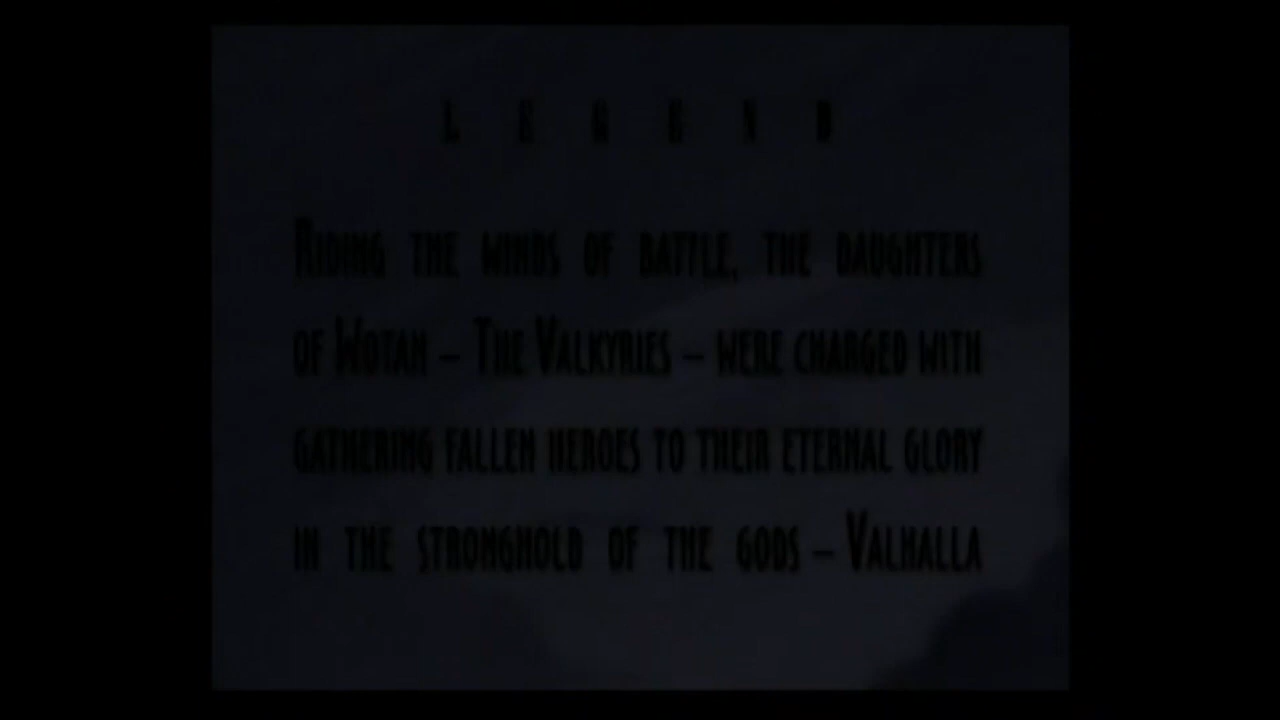 L E G E N D
RIDING THE WINDS OF BATTLE, THE DAUGHTERS
OF WOTAN – THE VALKYRIES – WERE CHARGED WITH
GATHERING FALLEN HEROES TO THEIR ETERNAL GLORY
IN THE STRONGHOLD OF THE GODS – VALHALLA